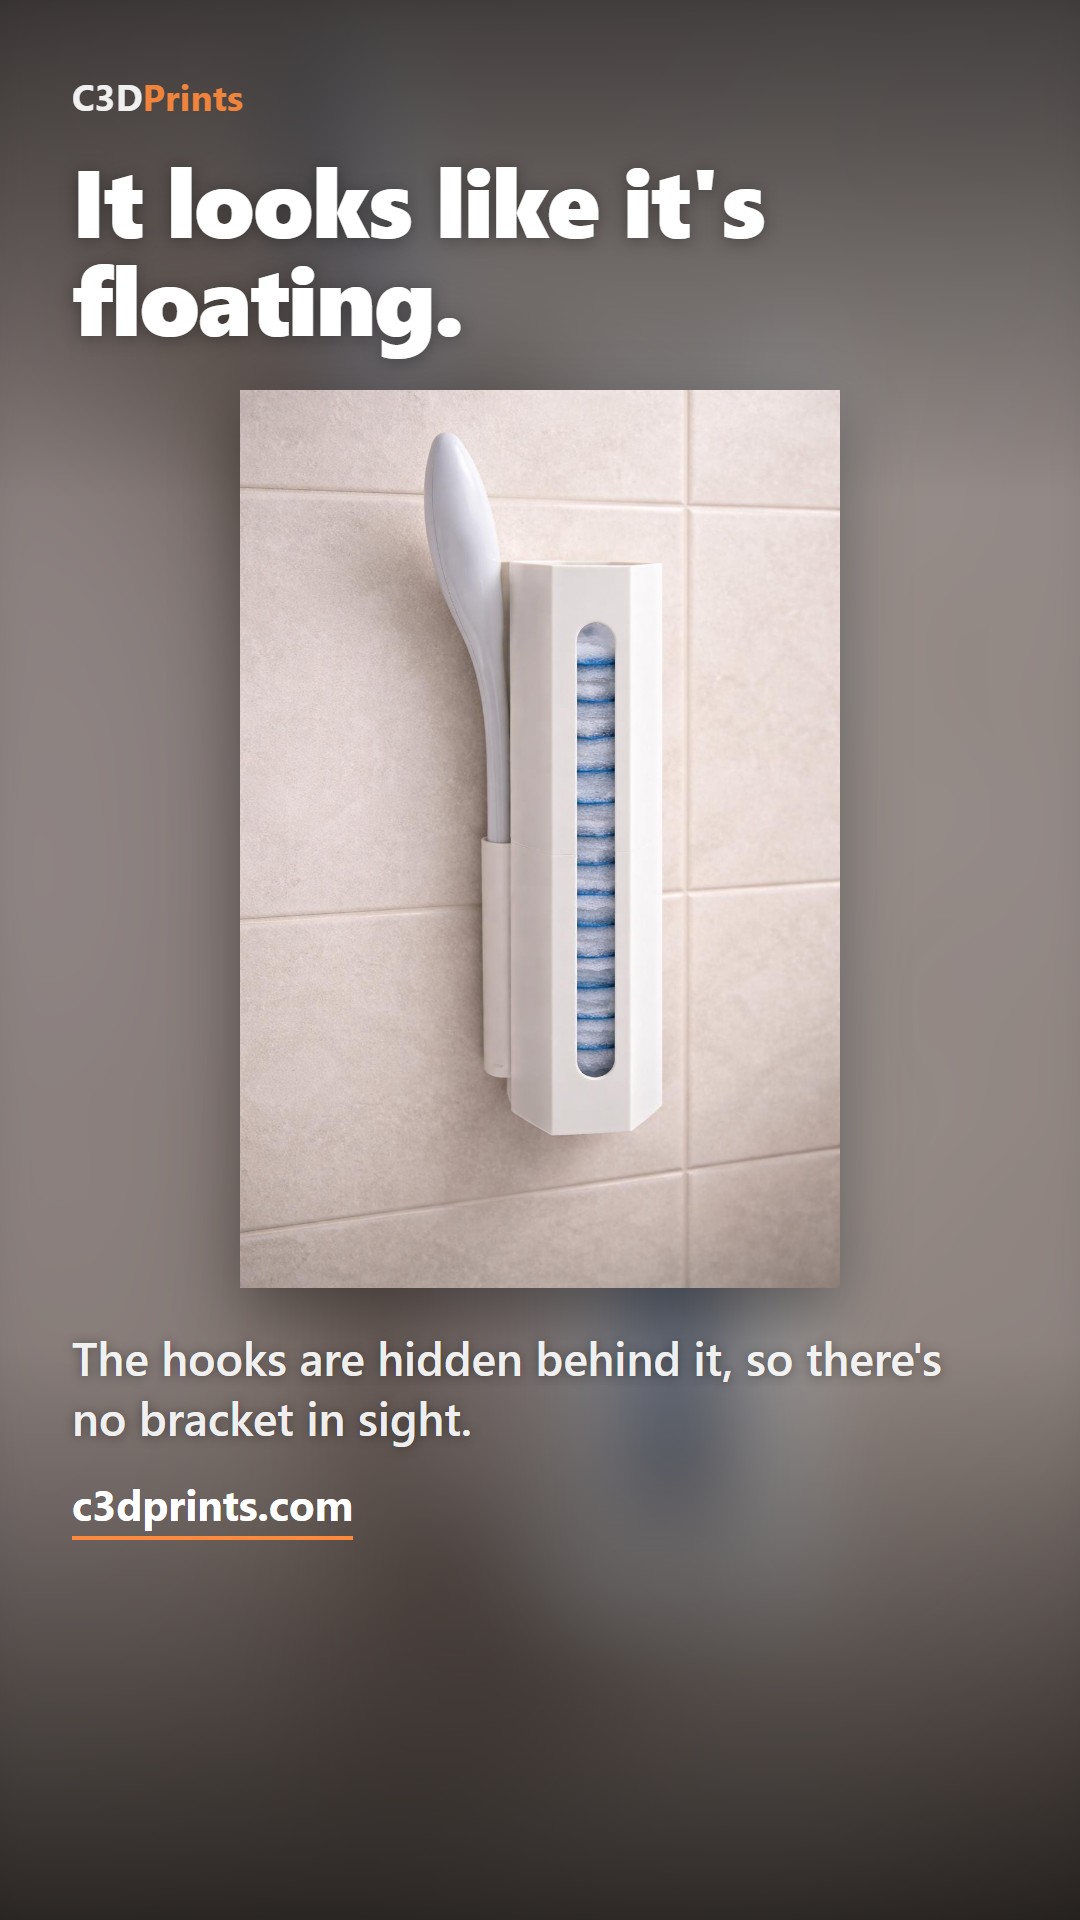 C3DPrints
It looks like it's
floating.
The hooks are hidden behind it, so there's
no bracket in sight.
c3dprints.com